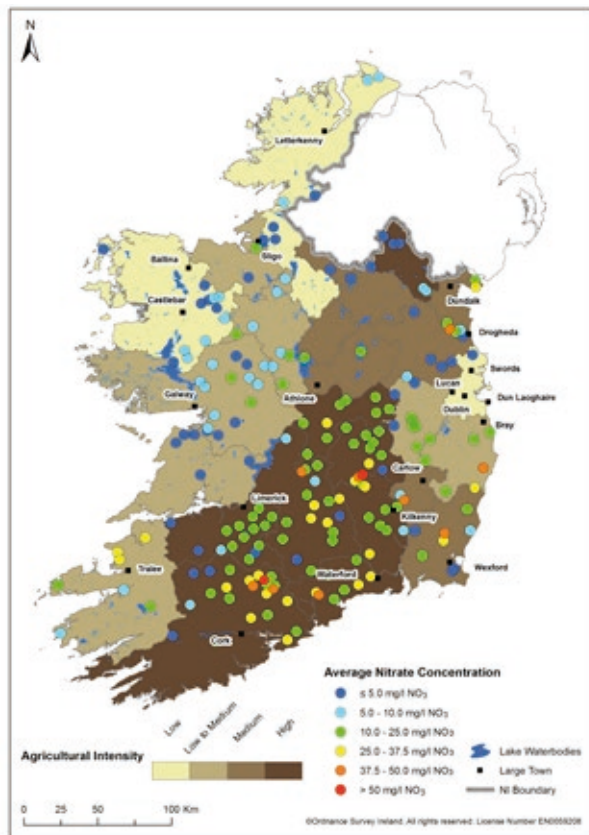 N
Letterkenny
Sligo
Ballina
Castlebar
Dundalk
Drogheda
Swords
Lucan
Dublin
Dun Laoghaire
Bray
Galway
Athlone
Carlow
Limerick
Kilkenny
Tralee
Waterford
Wexford
Cork
Average Nitrate Concentration
≤ 5.0 mg/l NO3
5.0 - 10.0 mg/l NO3
10.0 - 25.0 mg/l NO3
25.0 - 37.5 mg/l NO3
37.5 - 50.0 mg/l NO3
> 50 mg/l NO3
Lake Waterbodies
Large Town
NI Boundary
Low
Low to Medium
Medium
High
Agricultural Intensity
0 25 50 100 Km
©Ordnance Survey Ireland. All rights reserved. License Number EN0059208